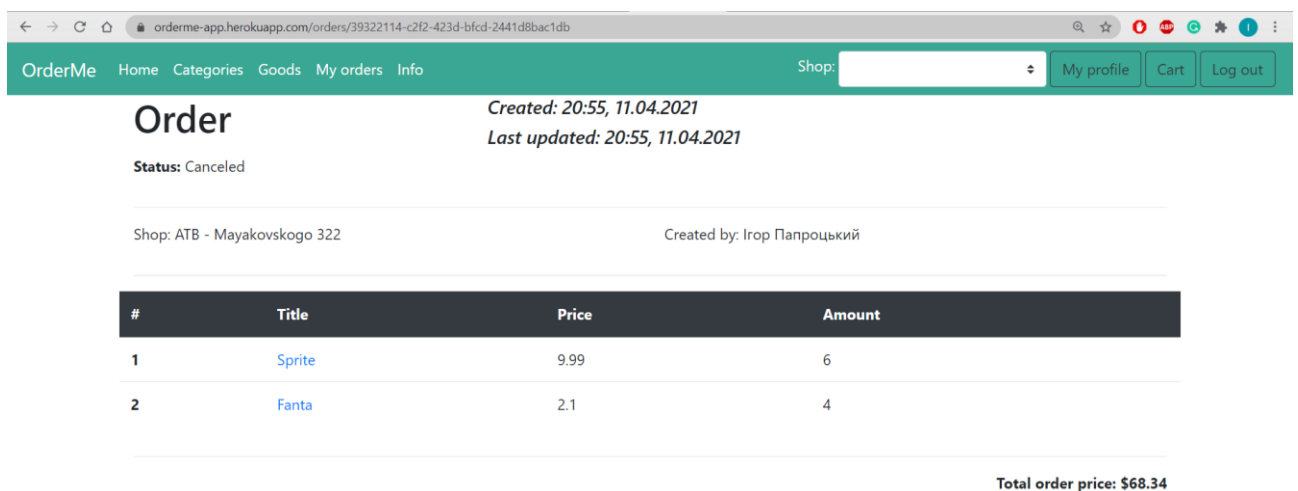 orderme-app.herokuapp.com/orders/39322114-c2f2-423d-bfcd-2441d8bac1db
ABP
G
I
OrderMe Home Categories Goods My orders Info Shop: My profile Cart Log out
Order
Created: 20:55, 11.04.2021
Last updated: 20:55, 11.04.2021
Status: Canceled
Shop: ATB - Mayakovskogo 322 Created by: Ігор Папроцький
# Title Price Amount
1 Sprite 9.99 6
2 Fanta 2.1 4
Total order price: $68.34